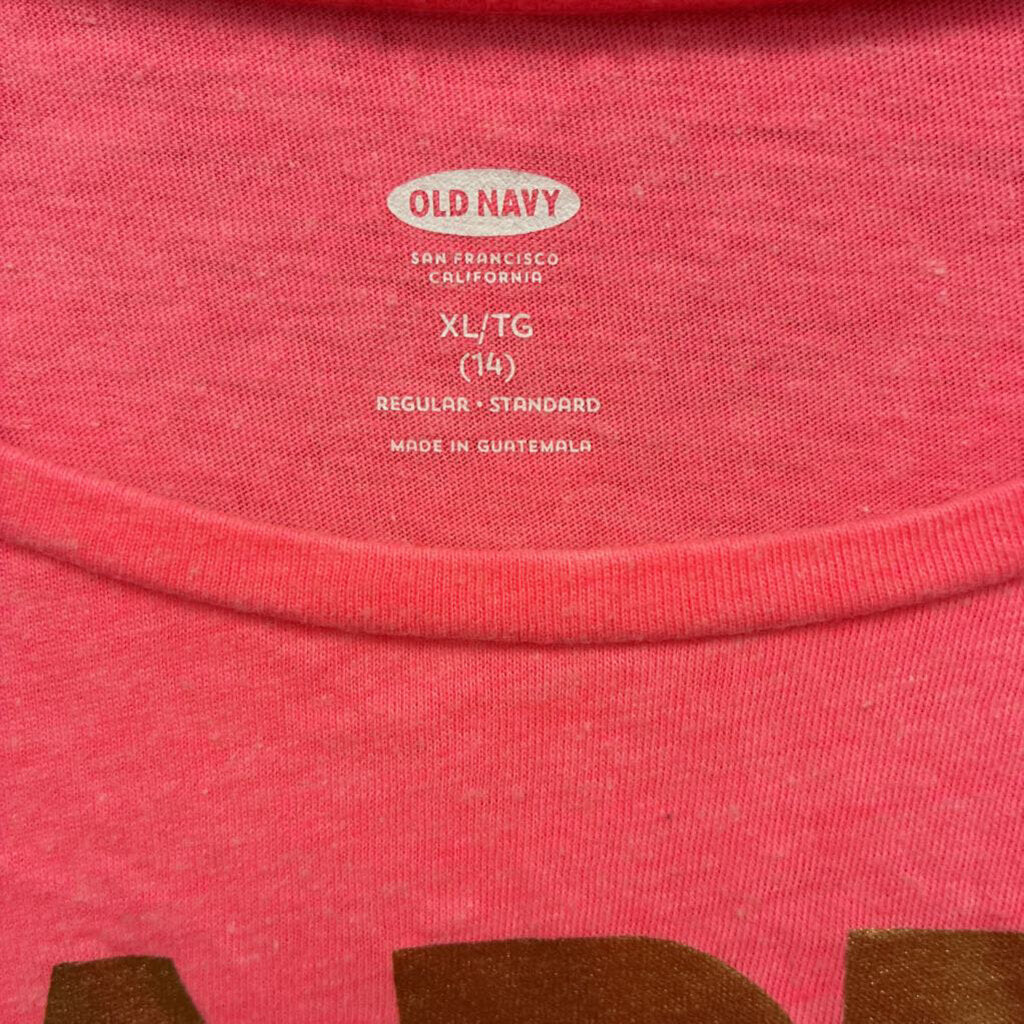 OLD NAVY
SAN FRANCISCO
CALIFORNIA
XL/TG
(14)
REGULAR • STANDARD
MADE IN GUATEMALA